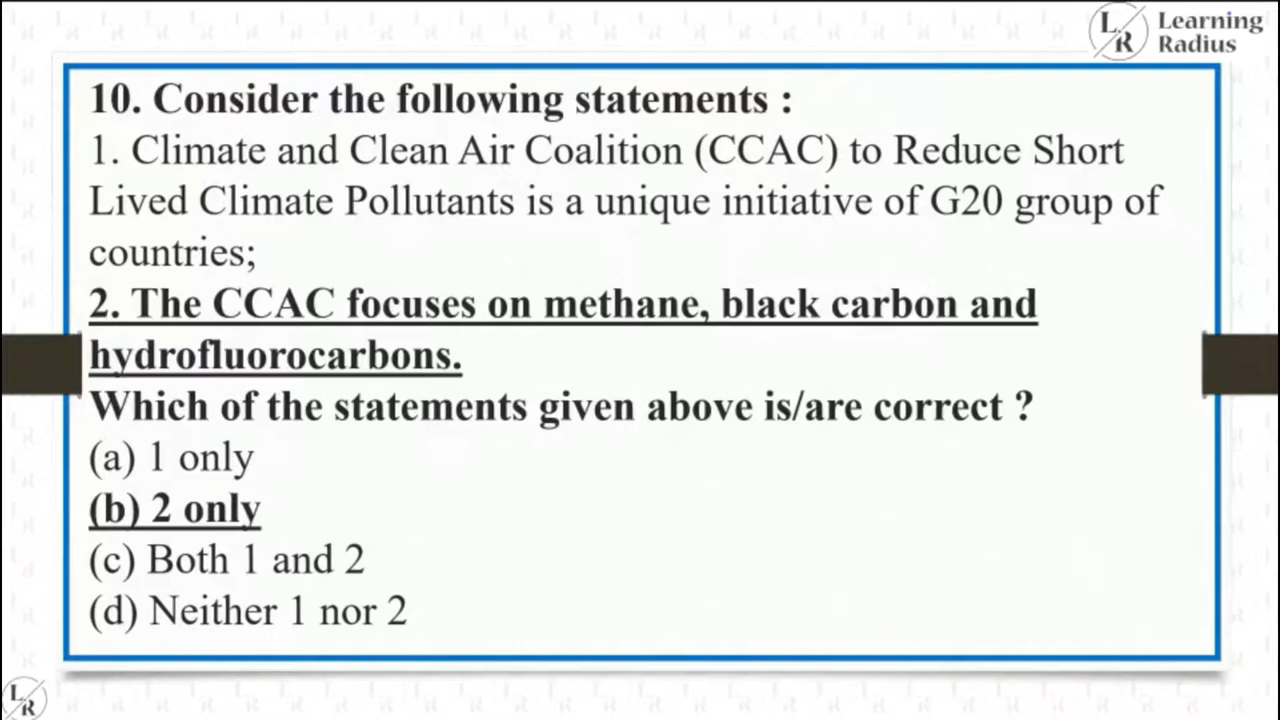 Learning
Radius
10. Consider the following statements :
1. Climate and Clean Air Coalition (CCAC) to Reduce Short
Lived Climate Pollutants is a unique initiative of G20 group of
countries;
2. The CCAC focuses on methane, black carbon and
hydrofluorocarbons.
Which of the statements given above is/are correct ?
(a) 1 only
(b) 2 only
(c) Both 1 and 2
(d) Neither 1 nor 2
L
R